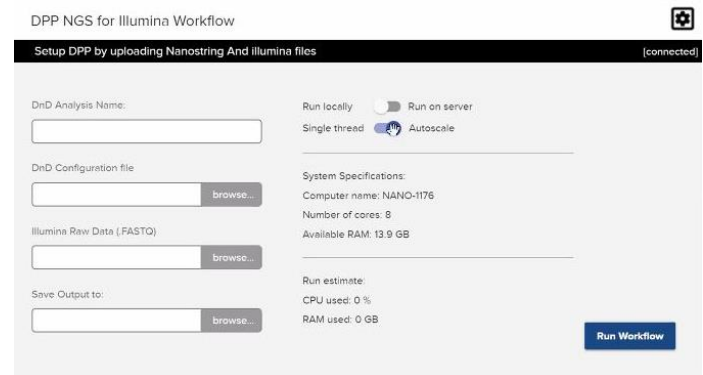 DPP NGS for Illumina Workflow
Setup DPP by uploading Nanostring And illumina files
[connected]
DnD Analysis Name:
DnD Configuration file
browse...
Illumina Raw Data (.FASTQ)
browse...
Save Output to:
browse...
Run locally Run on server
Single thread Autoscale
System Specifications:
Computer name: NANO-1176
Number of cores: 8
Available RAM: 13.9 GB
Run estimate:
CPU used: 0 %
RAM used: 0 GB
Run Workflow